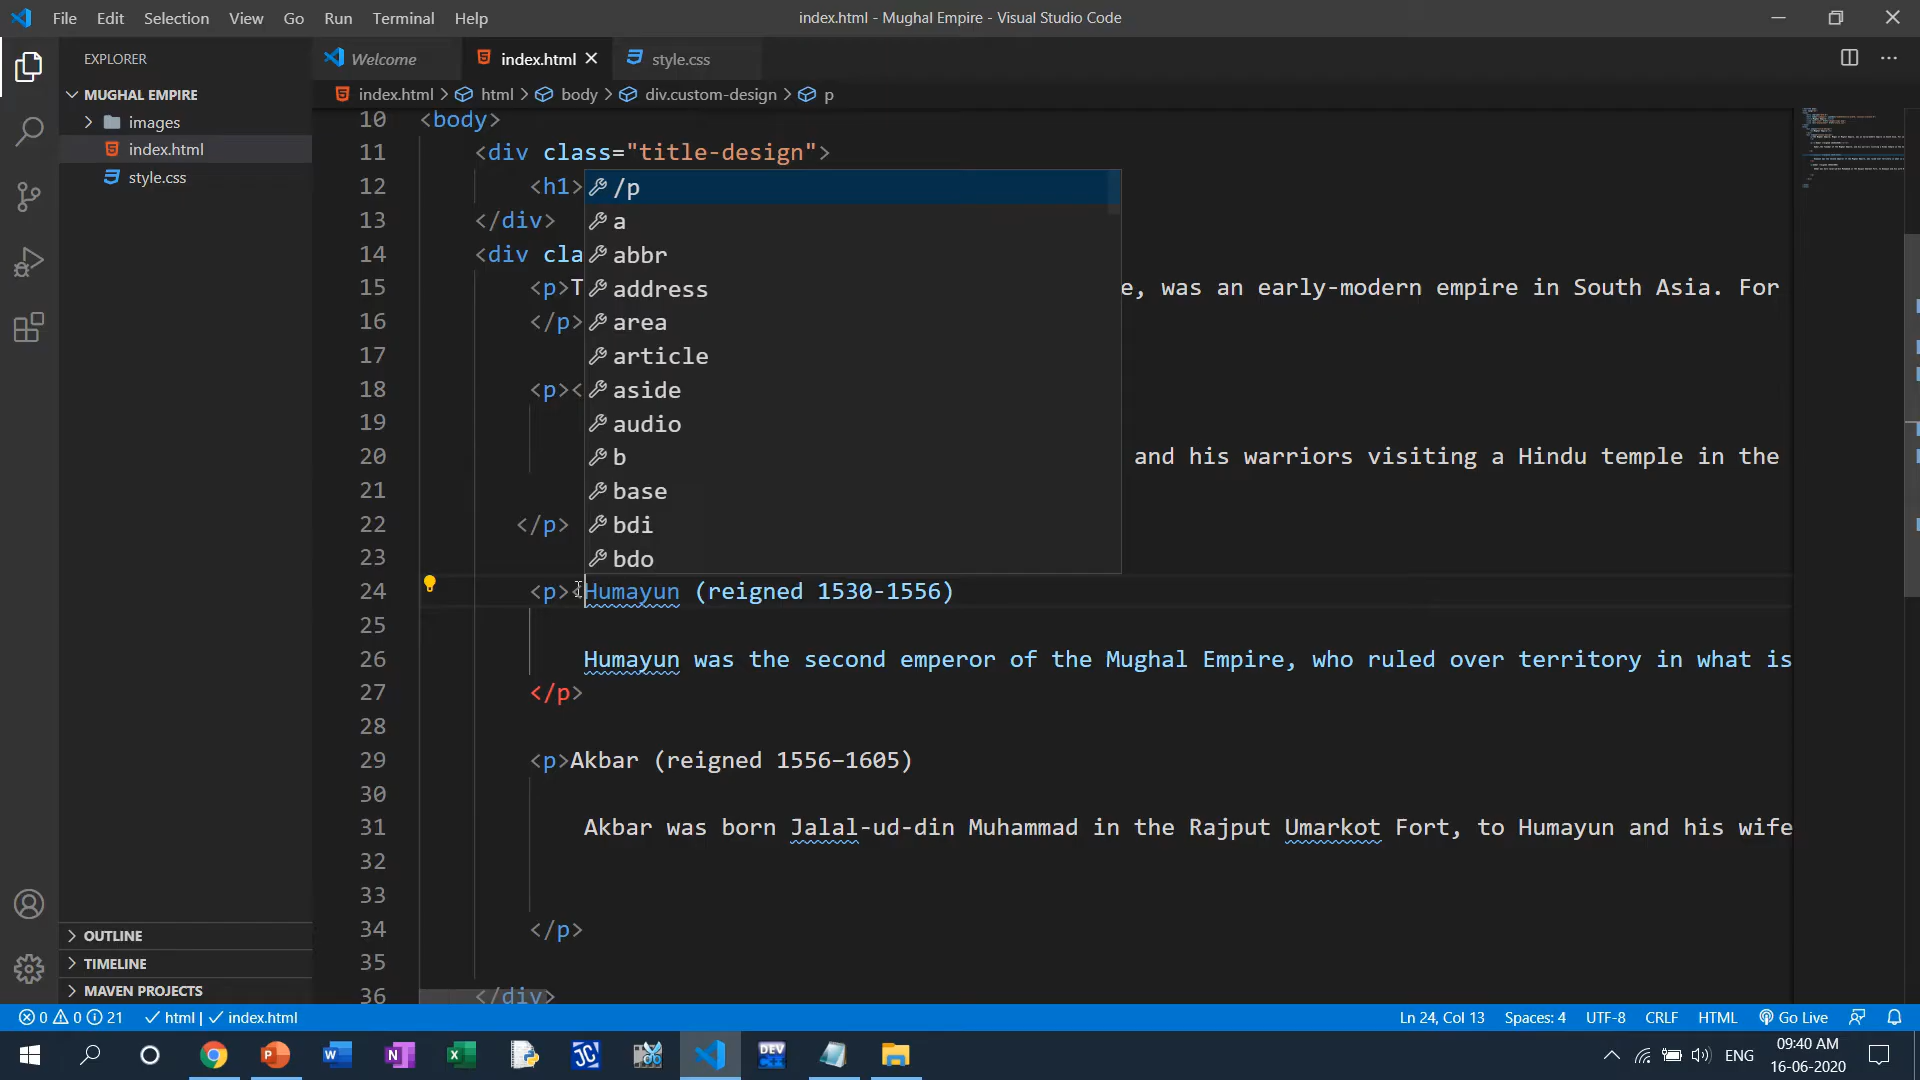 File Edit Selection View Go Run Terminal Help
index.html - Mughal Empire - Visual Studio Code
EXPLORER
Welcome
index.html
style.css
MUGHAL EMPIRE
images
index.html
style.css
index.html > html > body > div.custom-design > p
10 <body>
11 <div class="title-design">
12 <h1>
13 </div>
14 <div cla
15 <p>T e, was an early-modern empire in South Asia. For
16 </p>
17
18 <p><
19
20 and his warriors visiting a Hindu temple in the
21
22 </p>
23
24 <p><Humayun (reigned 1530-1556)
25
26 Humayun was the second emperor of the Mughal Empire, who ruled over territory in what is
27 </p>
28
29 <p>Akbar (reigned 1556–1605)
30
31 Akbar was born Jalal-ud-din Muhammad in the Rajput Umarkot Fort, to Humayun and his wife
32
33
34 </p>
35
36 </div>
/p
a
abbr
address
area
article
aside
audio
b
base
bdi
bdo
OUTLINE
TIMELINE
MAVEN PROJECTS
0 0 21 html | index.html
Ln 24, Col 13 Spaces: 4 UTF-8 CRLF HTML Go Live
DEV
ENG
09:40 AM
16-06-2020